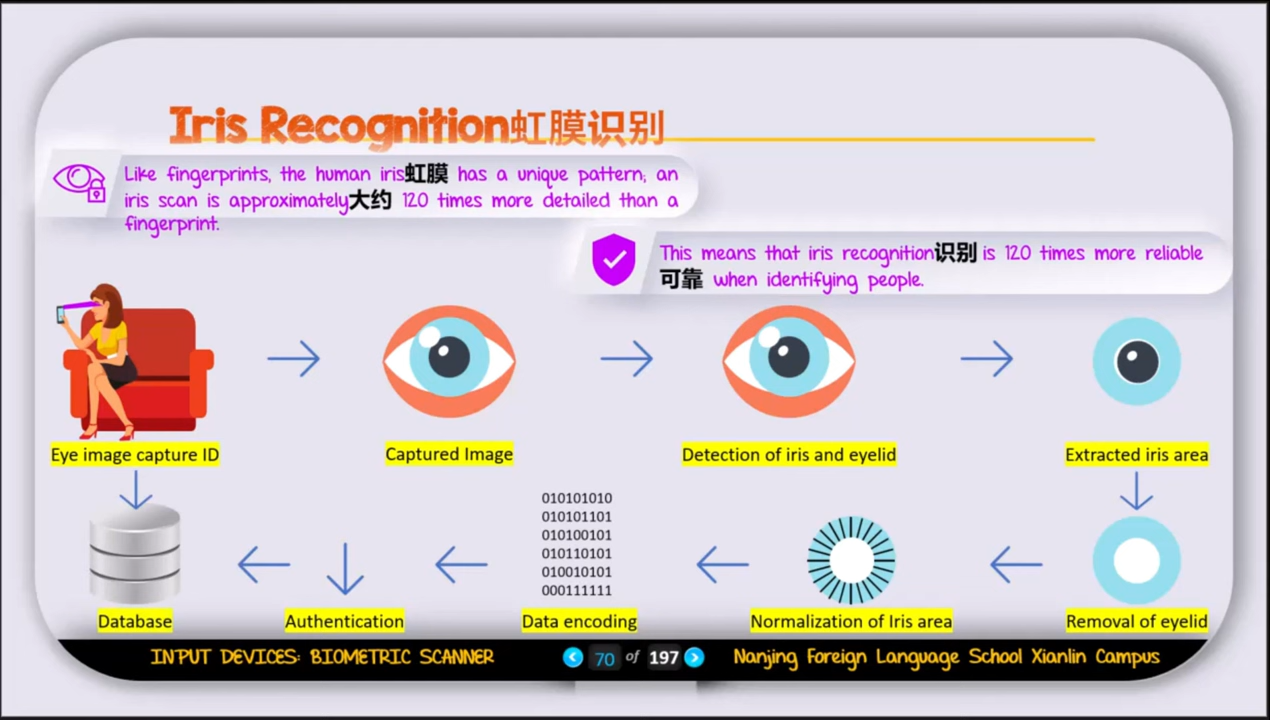 Iris Recognition虹膜识别
Like fingerprints, the human iris虹膜 has a unique pattern; an
iris scan is approximately大约 120 times more detailed than a
fingerprint.
This means that iris recognition识别 is 120 times more reliable
可靠 when identifying people.
Eye image capture ID
Captured Image
Detection of iris and eyelid
Extracted iris area
010101010
010101101
010100101
010110101
010010101
000111111
Database
Authentication
Data encoding
Normalization of Iris area
Removal of eyelid
INPUT DEVICES: BIOMETRIC SCANNER
70 of 197
Nanjing Foreign Language School Xianlin Campus